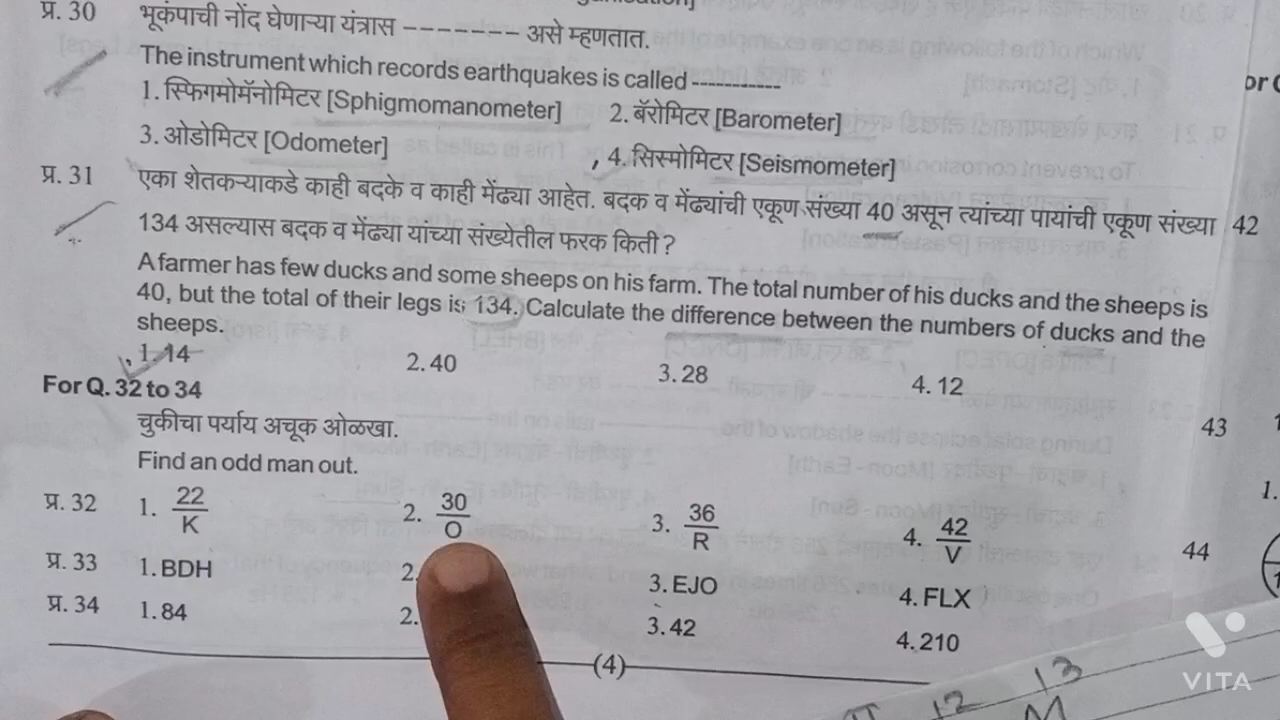 प्र. 30 भूकंपाची नोंद घेणाऱ्या यंत्रास --------- असे म्हणतात.
The instrument which records earthquakes is called -----------
1. स्फिगमोमॅनोमिटर [Sphigmomanometer] 2. बॅरोमिटर [Barometer]
3. ओडोमिटर [Odometer] 4. सिस्मोमिटर [Seismometer]
प्र. 31 एका शेतकऱ्याकडे काही बदके व काही मेंढ्या आहेत. बदक व मेंढ्यांची एकूण संख्या 40 असून त्यांच्या पायांची एकूण संख्या
134 असल्यास बदक व मेंढ्या यांच्या संख्येतील फरक किती ?
A farmer has few ducks and some sheeps on his farm. The total number of his ducks and the sheeps is
40, but the total of their legs is 134. Calculate the difference between the numbers of ducks and the
sheeps.
1. 14 2. 40 3. 28 4. 12
For Q. 32 to 34
चुकीचा पर्याय अचूक ओळखा.
Find an odd man out.
प्र. 32 1. 22/K 2. 30/O 3. 36/R 4. 42/V
प्र. 33 1. BDH 2. 3. EJO 4. FLX
प्र. 34 1. 84 2. 3. 42 4. 210
(4)
42
43
44
1.
12 13
M
VITA